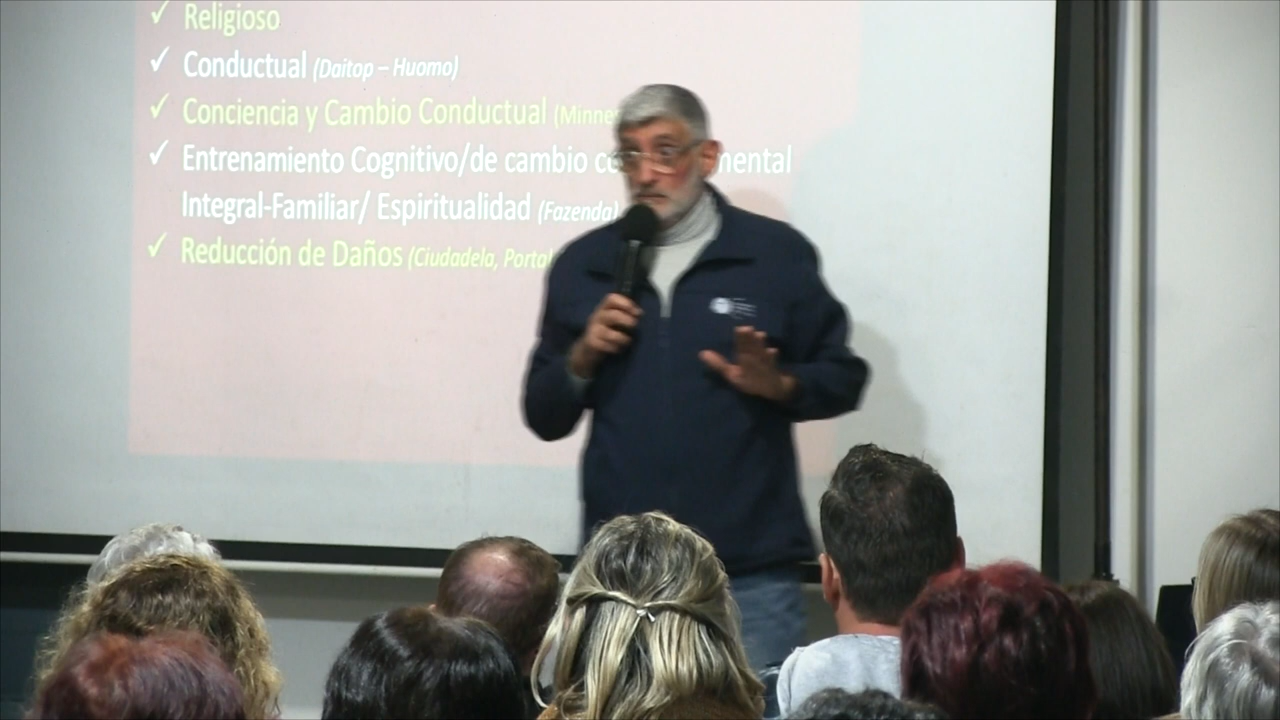 ✓ Religioso
✓ Conductual (Daitop – Huomo)
✓ Conciencia y Cambio Conductual (Minne
✓ Entrenamiento Cognitivo/de cambio co mental
Integral-Familiar/ Espiritualidad (Fazenda)
✓ Reducción de Daños (Ciudadela, Portal